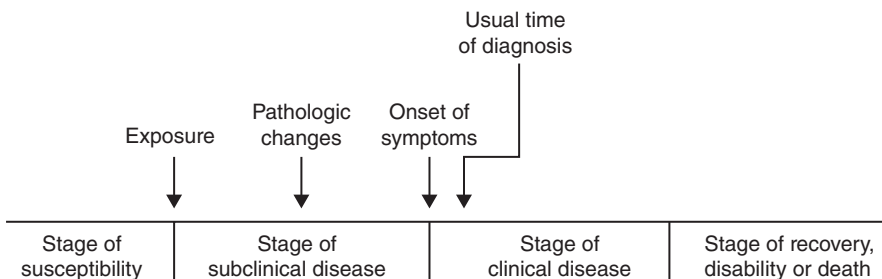 Usual time
of diagnosis
Pathologic
changes
Onset of
symptoms
Exposure
Stage of
susceptibility
Stage of
subclinical disease
Stage of
clinical disease
Stage of recovery,
disability or death